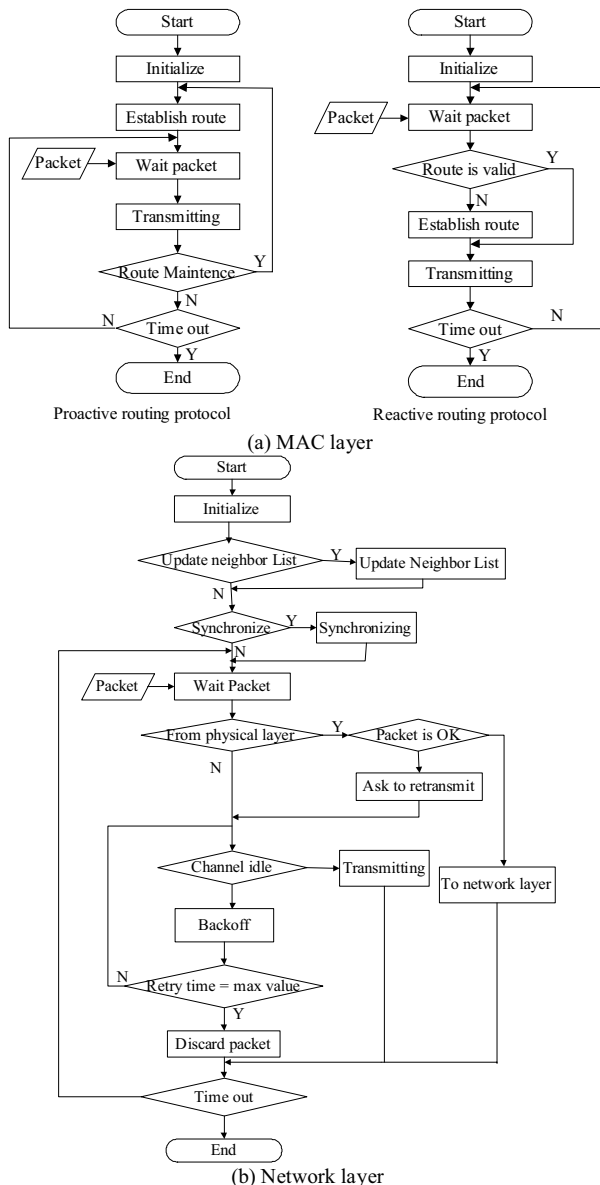 Start
Initialize
Establish route
Packet
Wait packet
Transmitting
Route Maintence
Y
N
N
Time out
Y
End
Proactive routing protocol
Start
Initialize
Packet
Wait packet
Route is valid
Y
N
Establish route
Transmitting
Time out
N
Y
End
Reactive routing protocol
(a) MAC layer
Start
Initialize
Update neighbor List
Y
Update Neighbor List
N
Synchronize
Y
Synchronizing
N
Packet
Wait Packet
From physical layer
Y
Packet is OK
N
Ask to retransmit
Channel idle
Transmitting
To network layer
Backoff
N
Retry time = max value
Y
Discard packet
Time out
End
(b) Network layer